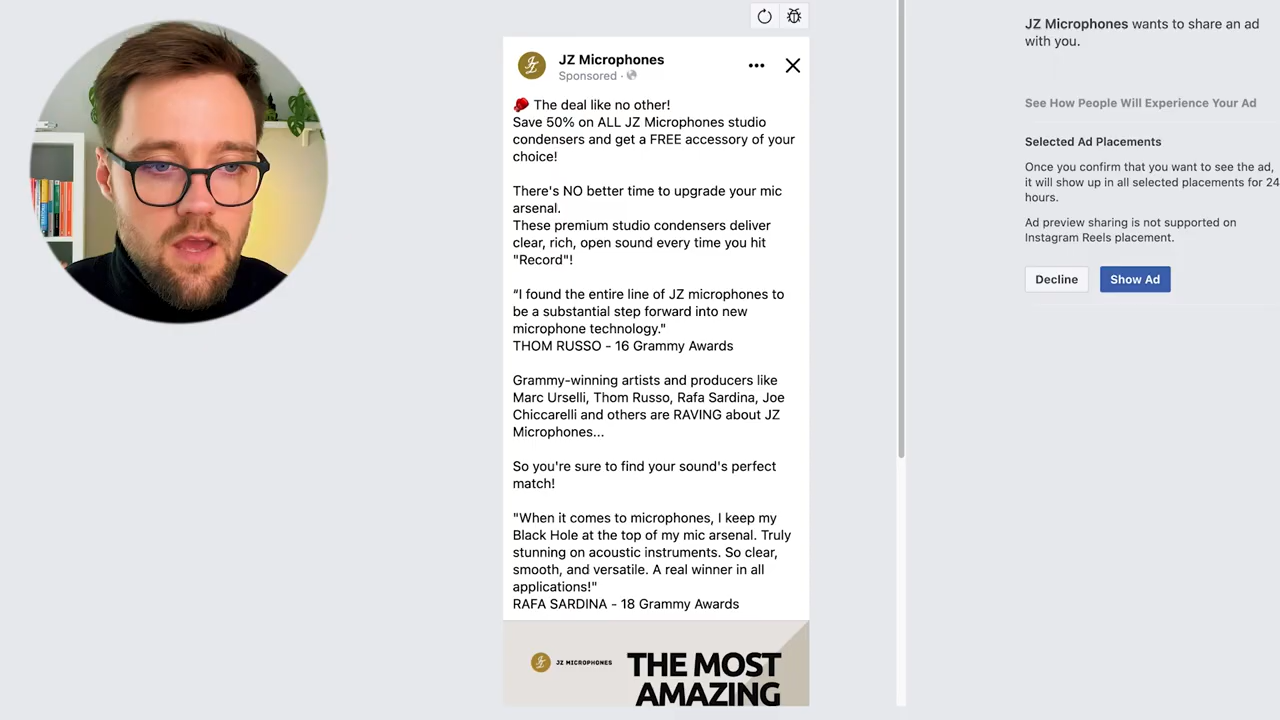 JZ Microphones
Sponsored ·
The deal like no other!
Save 50% on ALL JZ Microphones studio
condensers and get a FREE accessory of your
choice!
There's NO better time to upgrade your mic
arsenal.
These premium studio condensers deliver
clear, rich, open sound every time you hit
"Record"!
“I found the entire line of JZ microphones to
be a substantial step forward into new
microphone technology."
THOM RUSSO - 16 Grammy Awards
Grammy-winning artists and producers like
Marc Urselli, Thom Russo, Rafa Sardina, Joe
Chiccarelli and others are RAVING about JZ
Microphones...
So you're sure to find your sound's perfect
match!
"When it comes to microphones, I keep my
Black Hole at the top of my mic arsenal. Truly
stunning on acoustic instruments. So clear,
smooth, and versatile. A real winner in all
applications!"
RAFA SARDINA - 18 Grammy Awards
JZ MICROPHONES
THE MOST
AMAZING
JZ Microphones wants to share an ad
with you.
See How People Will Experience Your Ad
Selected Ad Placements
Once you confirm that you want to see the ad,
it will show up in all selected placements for 24
hours.
Ad preview sharing is not supported on
Instagram Reels placement.
Decline
Show Ad